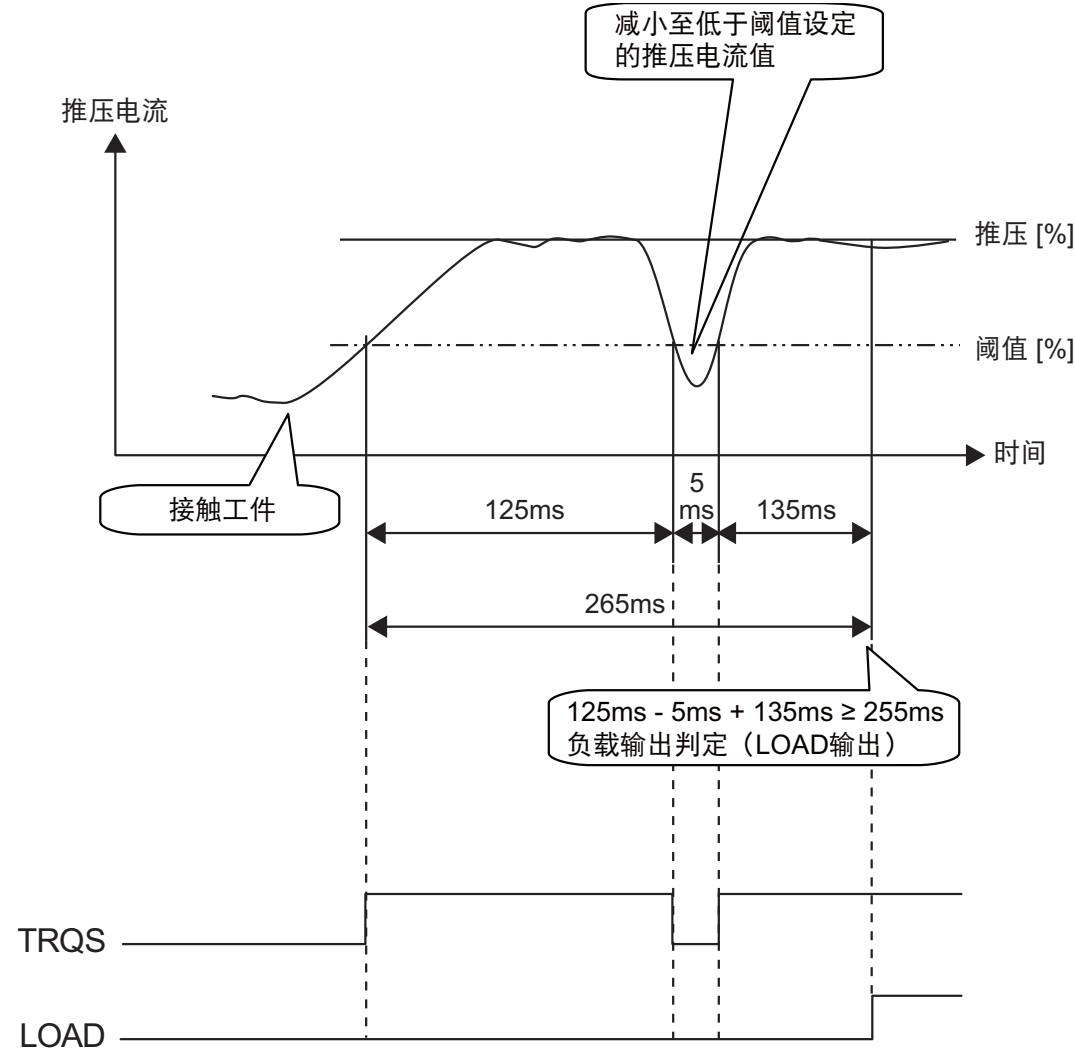 减小至低于阈值设定
的推压电流值
推压电流
推压 [%]
阈值 [%]
时间
接触工件
125ms
5
ms
135ms
265ms
125ms - 5ms + 135ms ≥ 255ms
负载输出判定（LOAD输出）
TRQS
LOAD